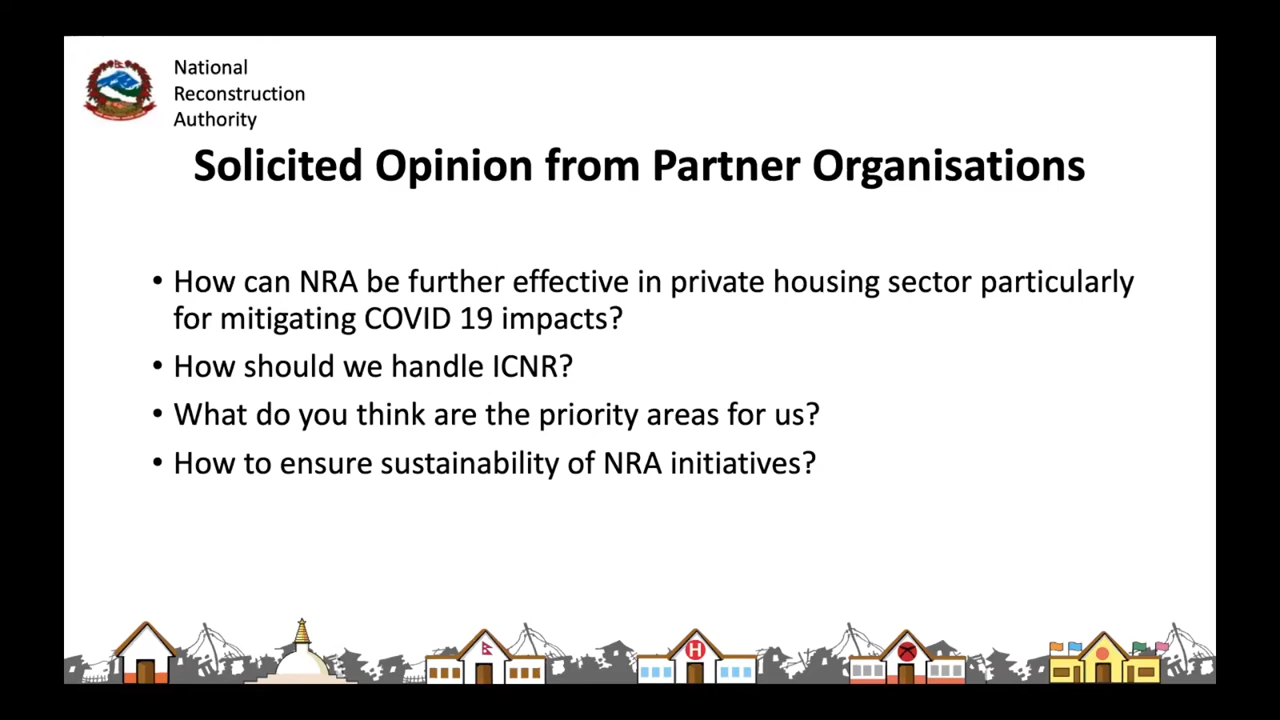 National
Reconstruction
Authority
Solicited Opinion from Partner Organisations
• How can NRA be further effective in private housing sector particularly
for mitigating COVID 19 impacts?
• How should we handle ICNR?
• What do you think are the priority areas for us?
• How to ensure sustainability of NRA initiatives?
H